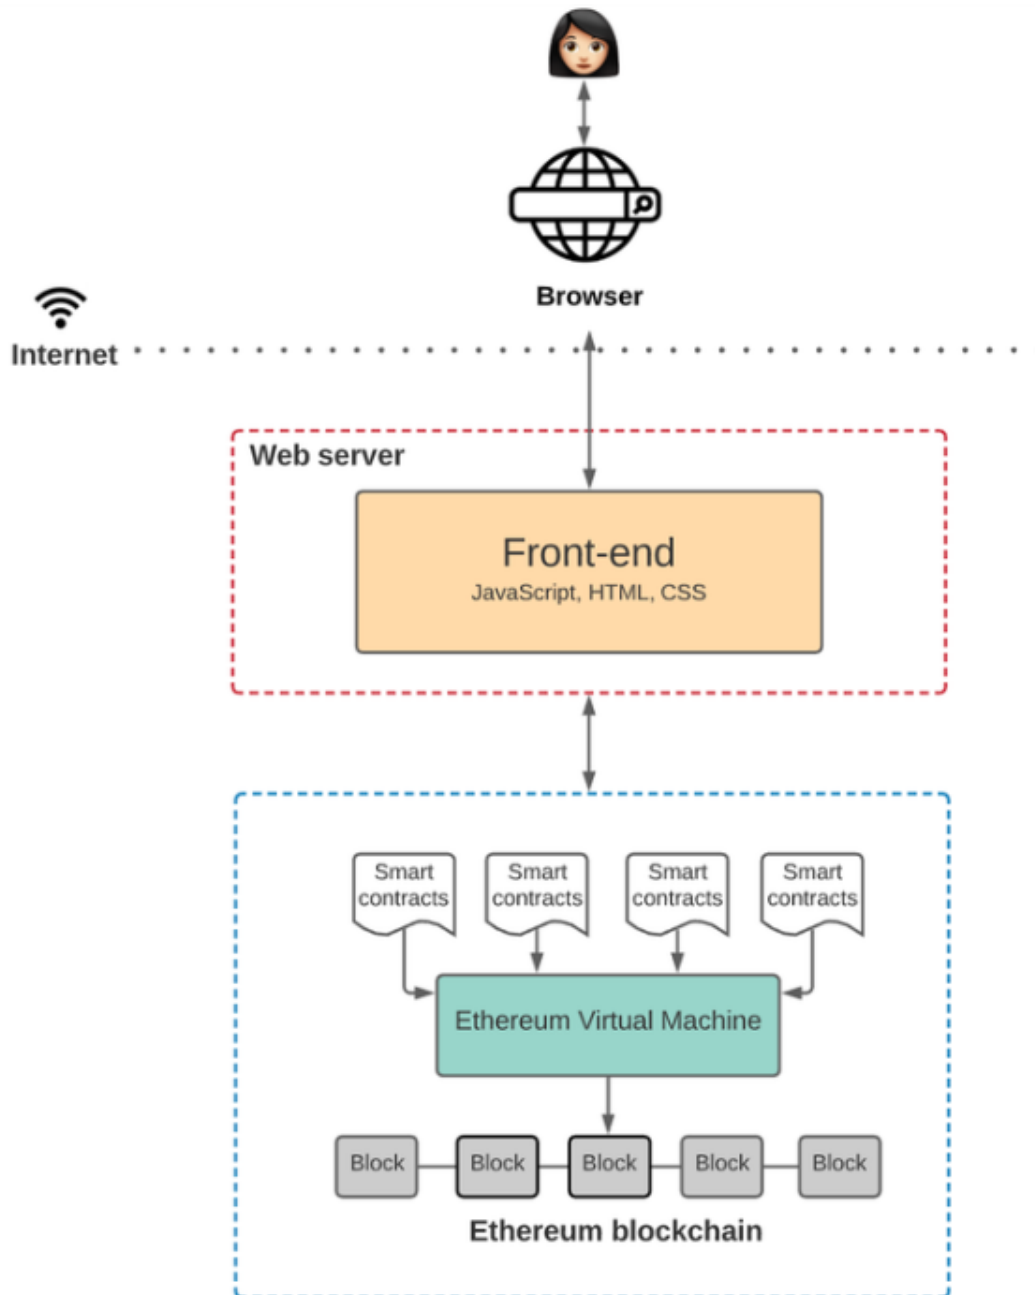 Browser
Internet
Web server
Front-end
JavaScript, HTML, CSS
Smart
contracts
Smart
contracts
Smart
contracts
Smart
contracts
Ethereum Virtual Machine
Block
Block
Block
Block
Block
Ethereum blockchain